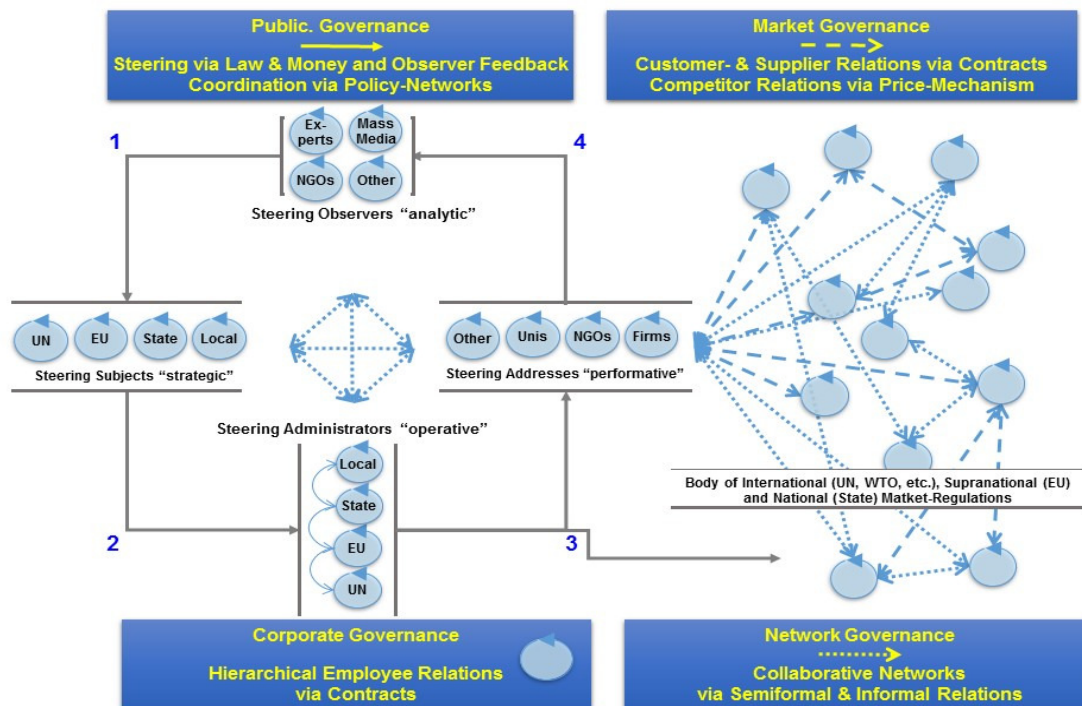 Public. Governance
Steering via Law & Money and Observer Feedback
Coordination via Policy-Networks
Market Governance
Customer- & Supplier Relations via Contracts
Competitor Relations via Price-Mechanism
1
Ex-
perts
Mass
Media
4
NGOs
Other
Steering Observers “analytic”
UN
EU
State
Local
Steering Subjects “strategic”
Other
Unis
NGOs
Firms
Steering Addresses “performative”
Steering Administrators “operative”
Local
State
EU
UN
2
3
Body of International (UN, WTO, etc.), Supranational (EU)
and National (State) Matket-Regulations
Corporate Governance
Hierarchical Employee Relations
via Contracts
Network Governance
Collaborative Networks
via Semiformal & Informal Relations